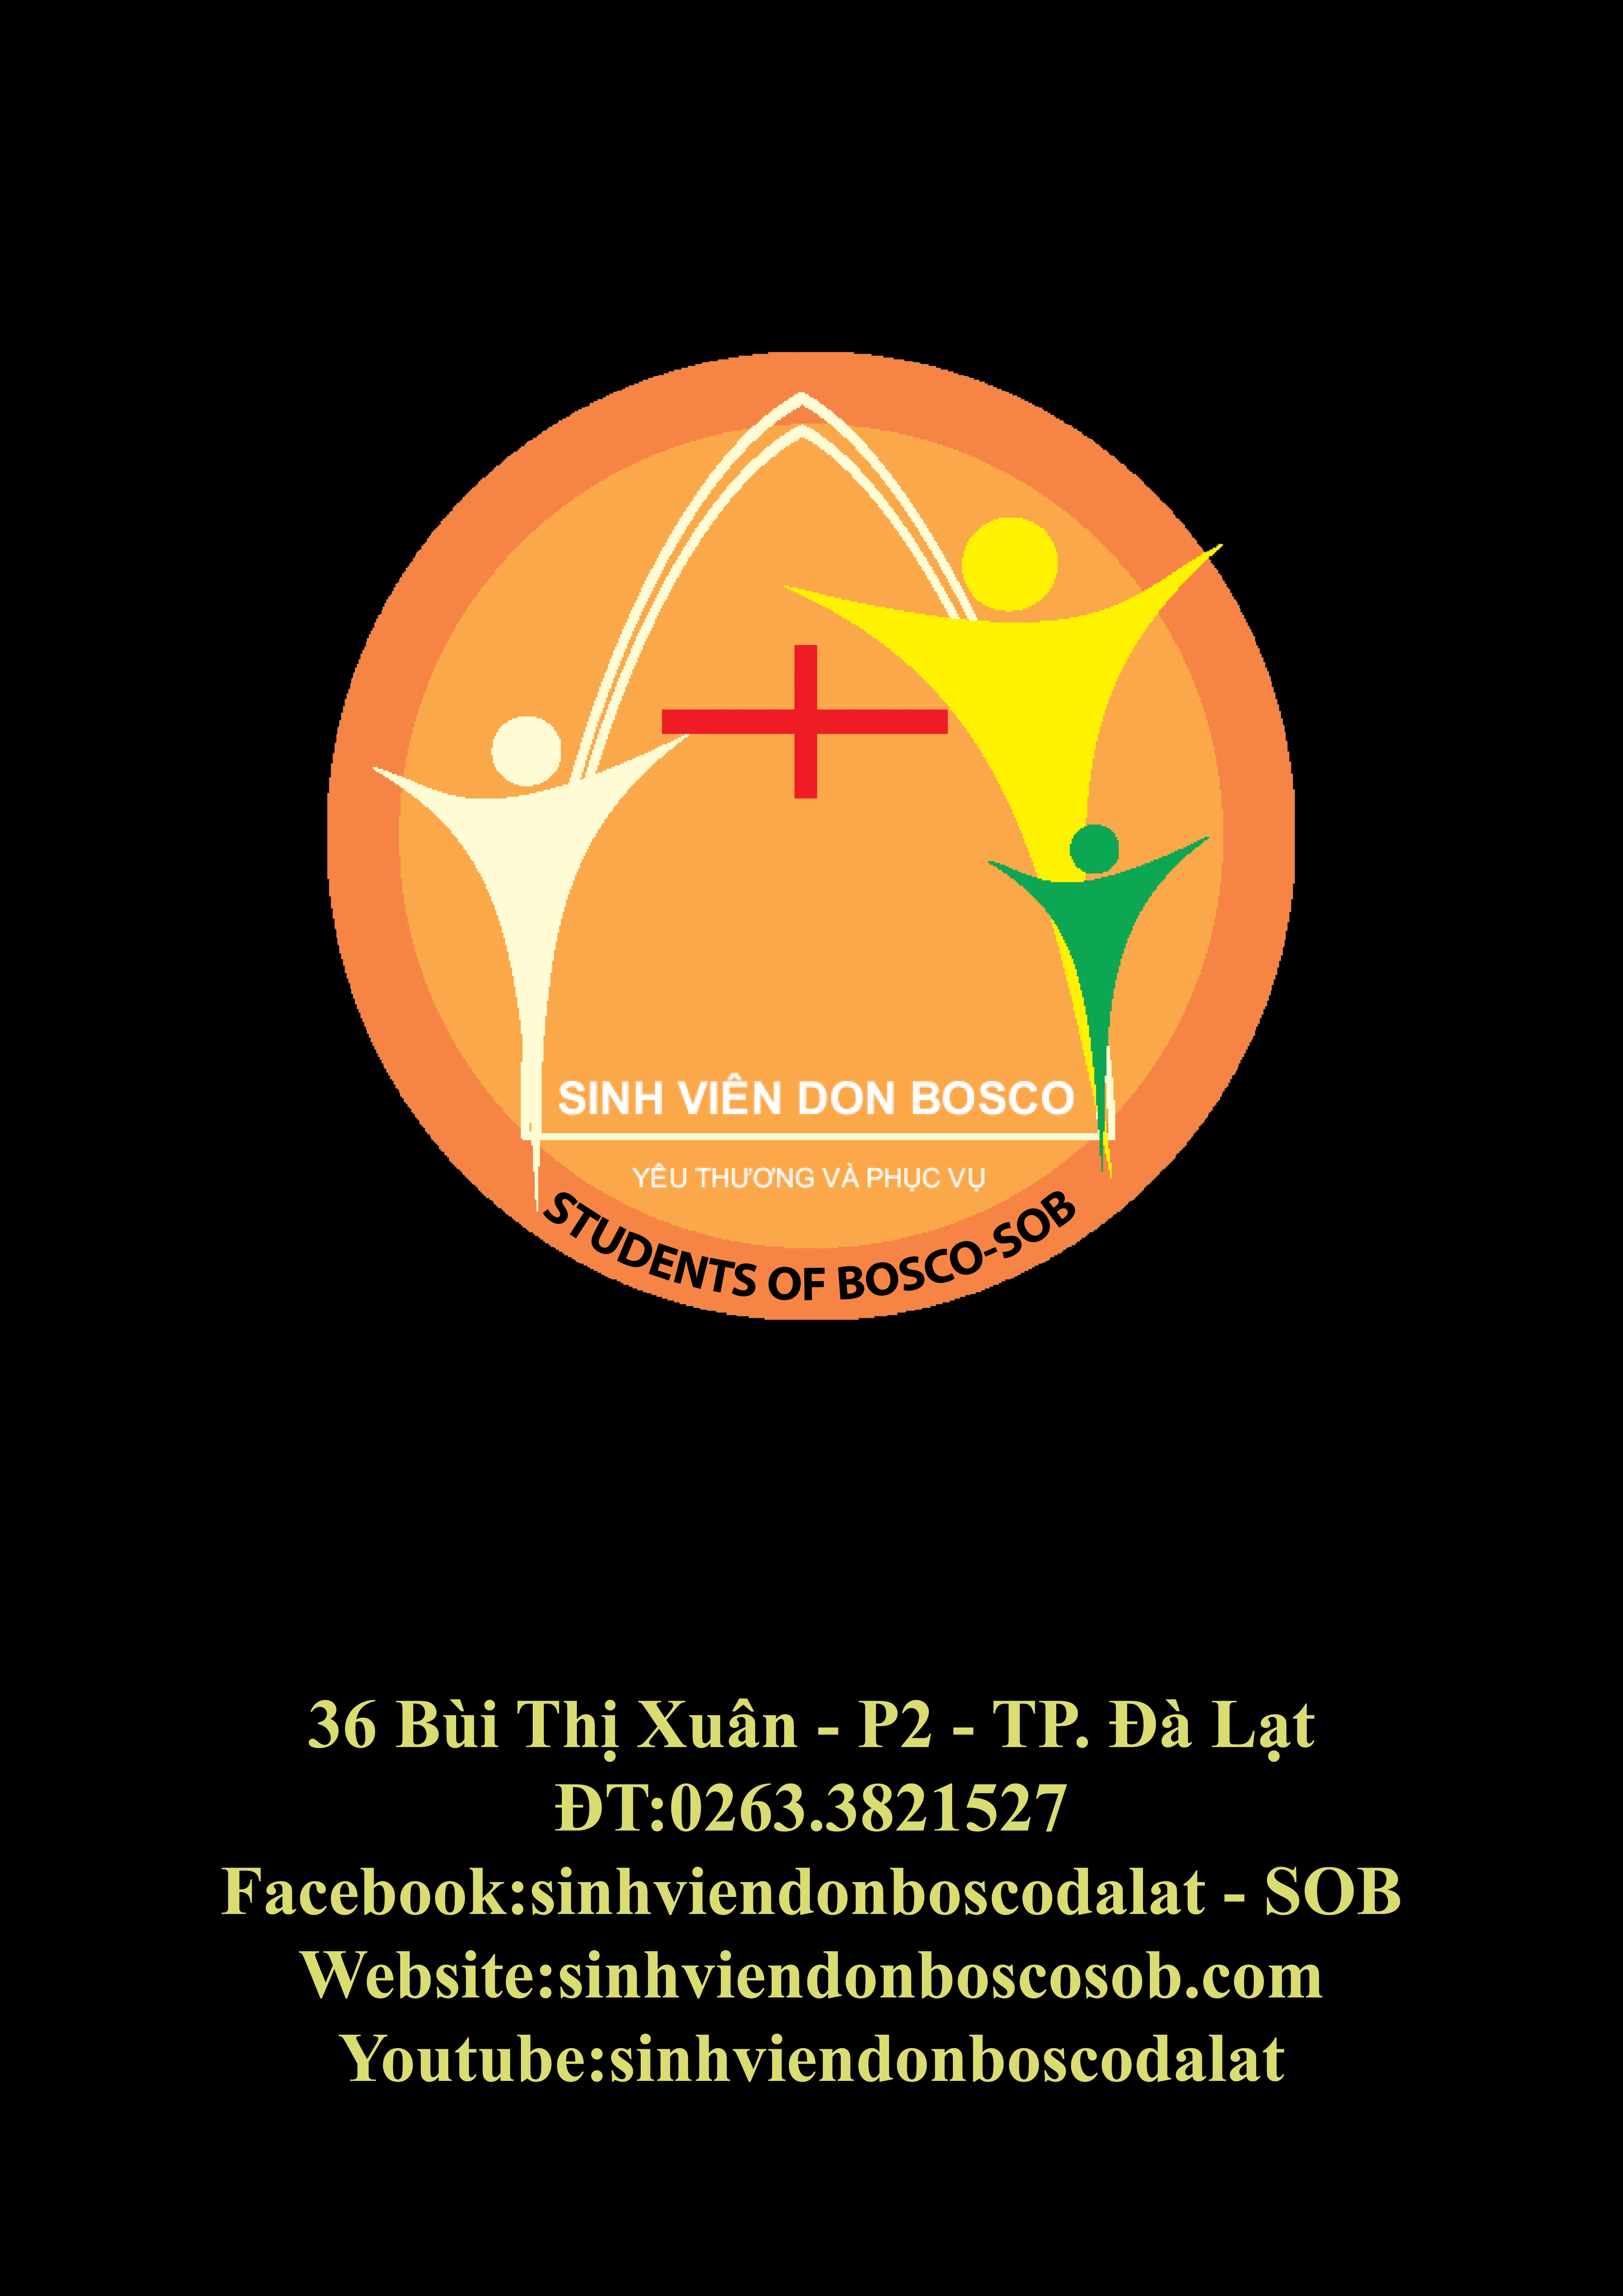 SINH VIÊN DON BOSCO
YÊU THƯƠNG VÀ PHỤC VỤ
STUDENTS OF BOSCO-SOB
36 Bùi Thị Xuân - P2 - TP. Đà Lạt
ĐT:0263.3821527
Facebook:sinhviendonboscodalat - SOB
Website:sinhviendonboscosob.com
Youtube:sinhviendonboscodalat